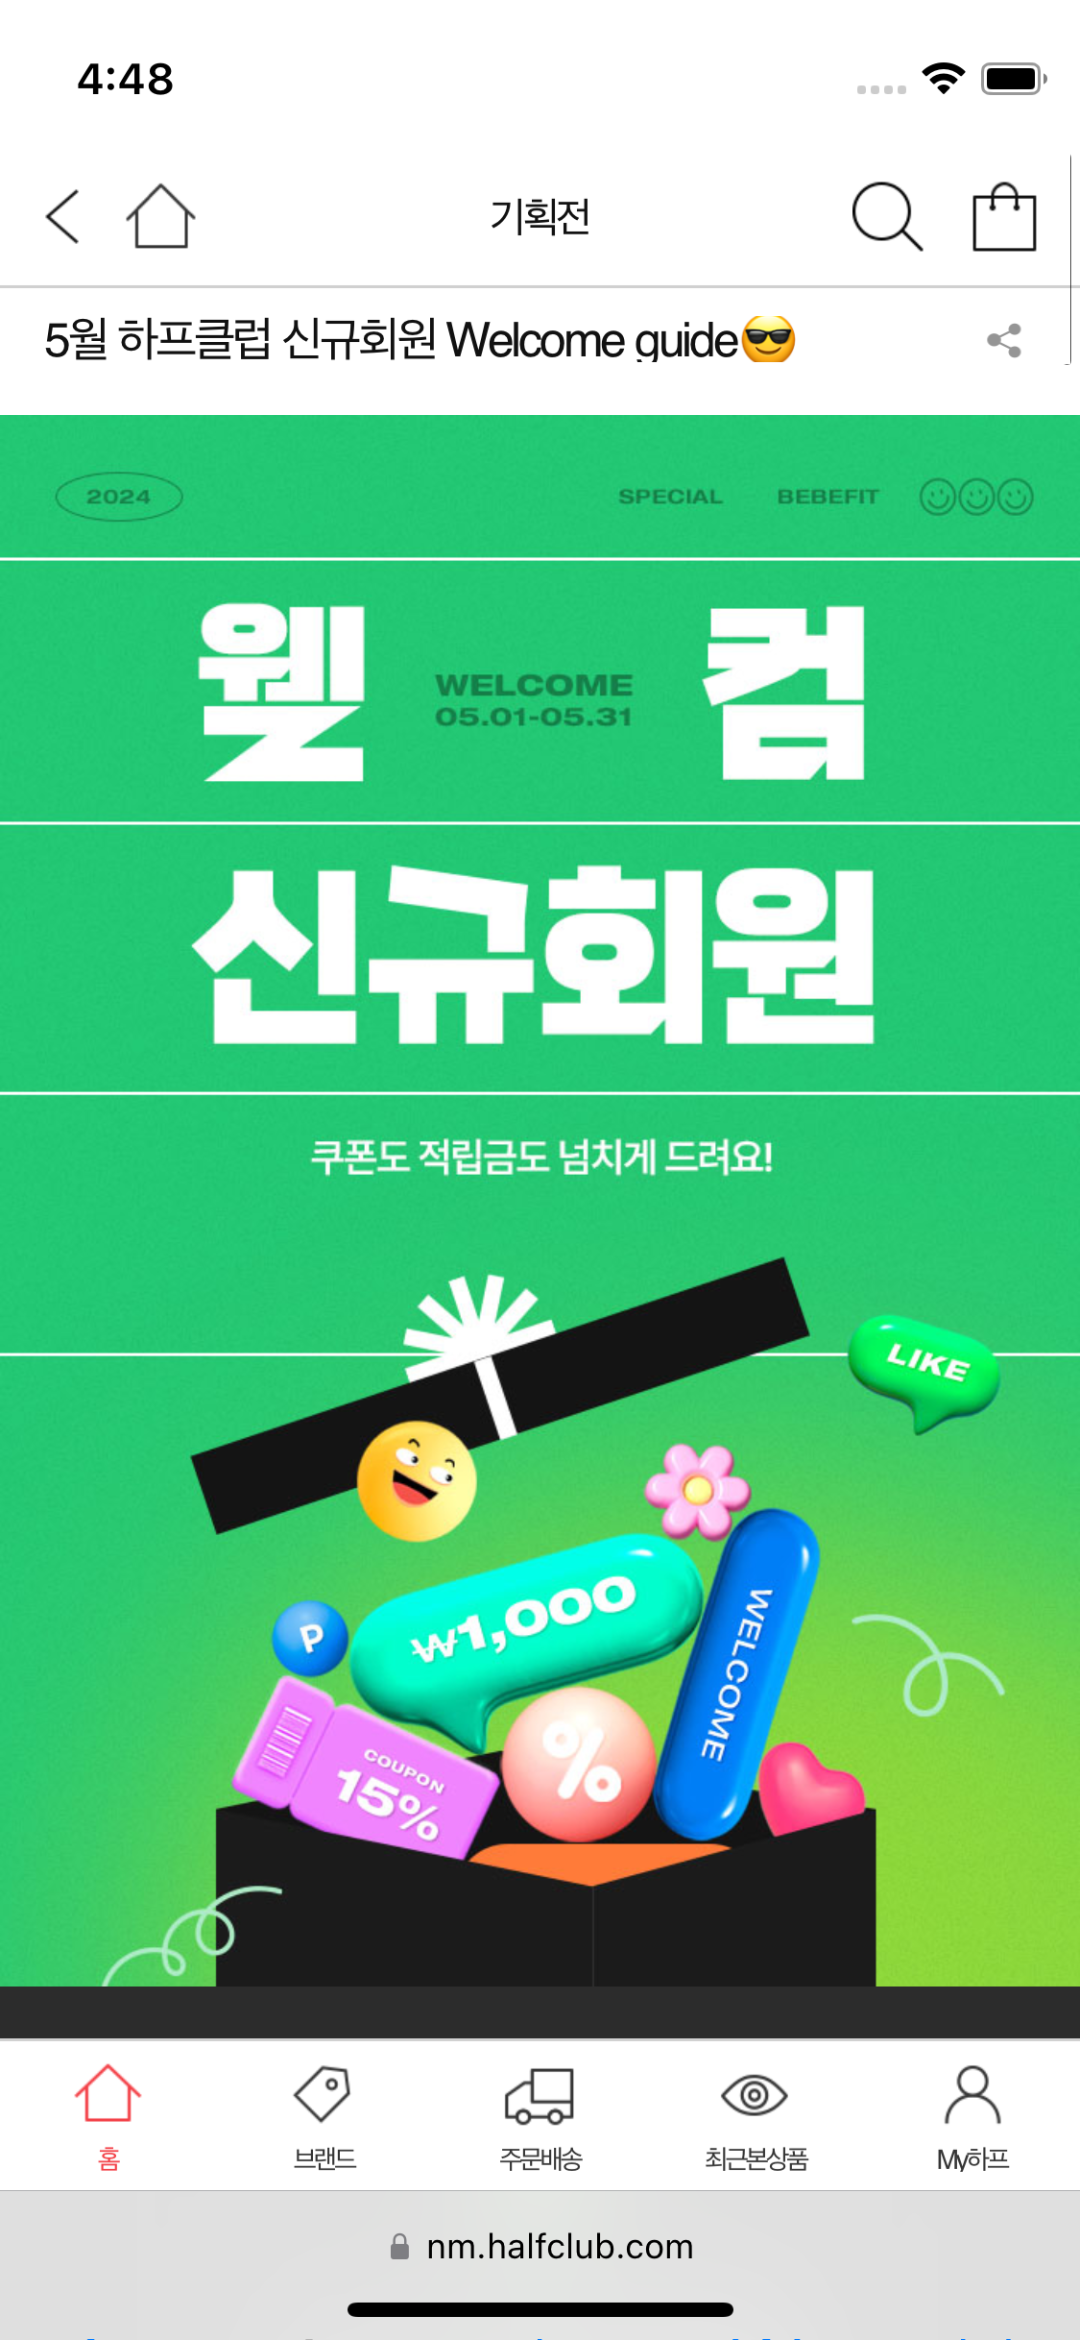 4:48
기획전
5월 하프클럽 신규회원 Welcome guide😎
2024 SPECIAL BEBEFIT
웰 컴
WELCOME
05.01-05.31
신규회원
쿠폰도 적립금도 넘치게 드려요!
LIKE
₩1,000
P
WELCOME
%
COUPON
15%
홈 브랜드 주문배송 최근본상품 My하프
nm.halfclub.com